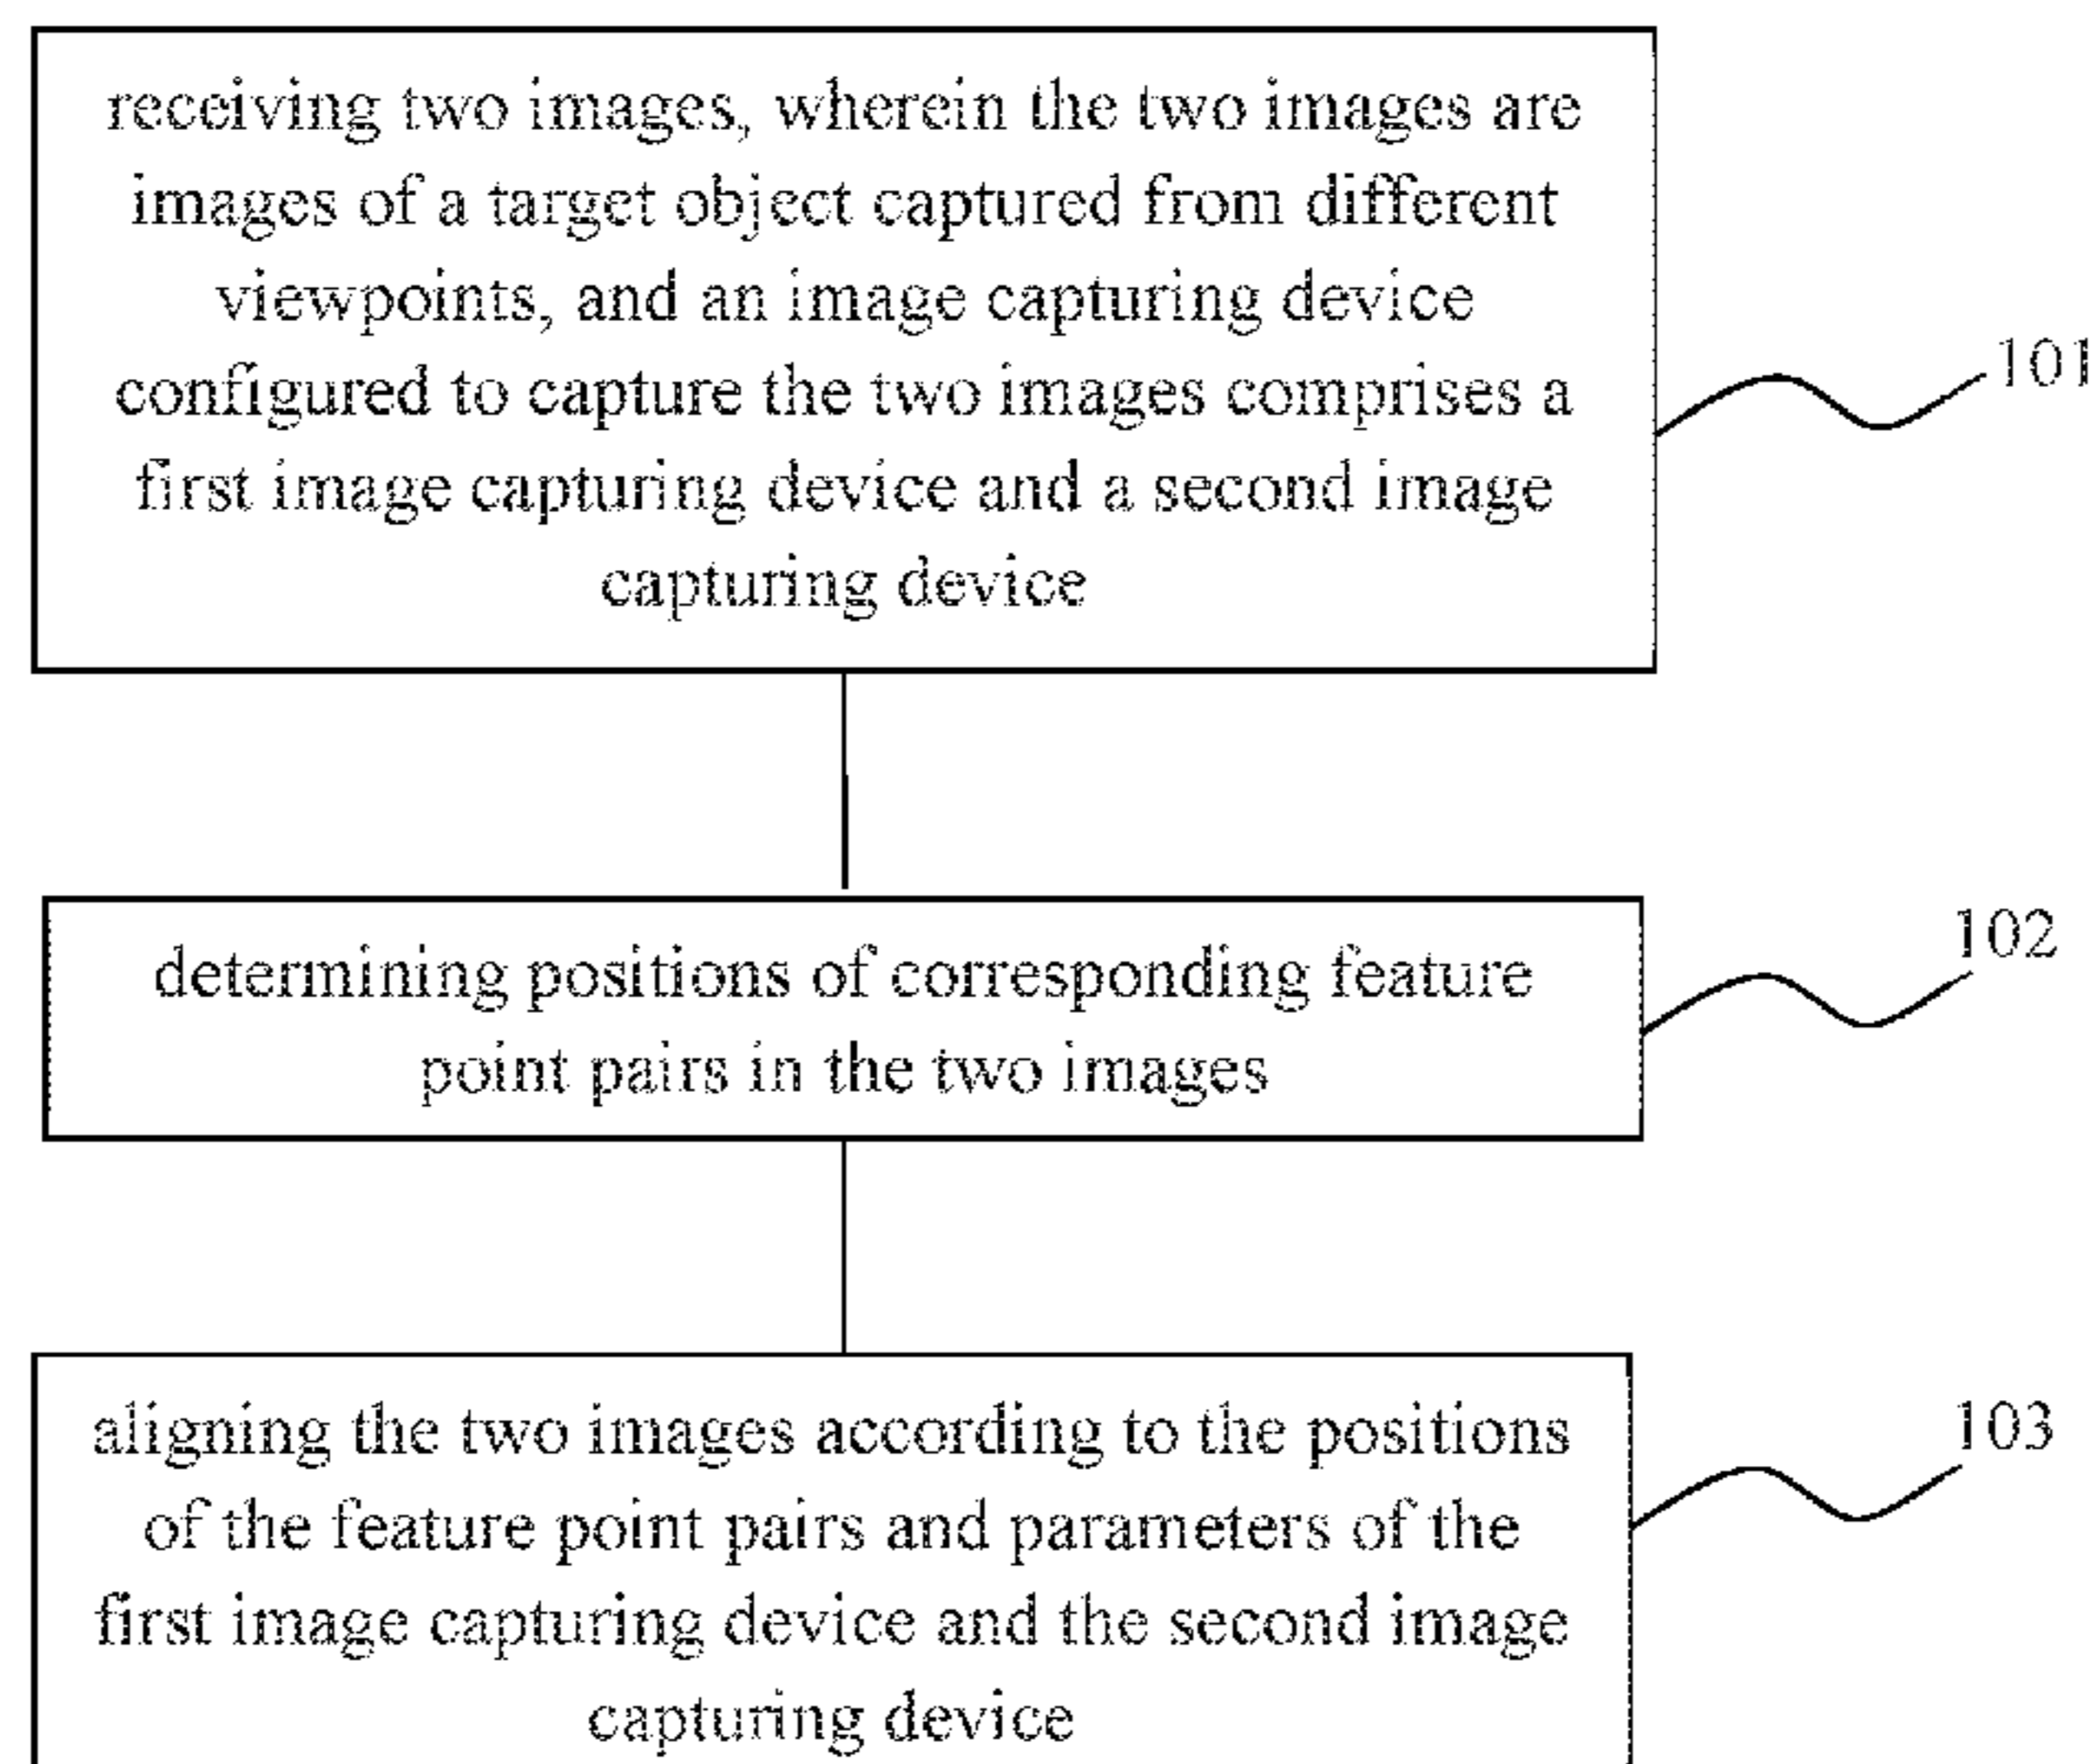 receiving two images, wherein the two images are
images of a target object captured from different
viewpoints, and an image capturing device
configured to capture the two images comprises a
first image capturing device and a second image
capturing device
101
determining positions of corresponding feature
point pairs in the two images
102
aligning the two images according to the positions
of the feature point pairs and parameters of the
first image capturing device and the second image
capturing device
103